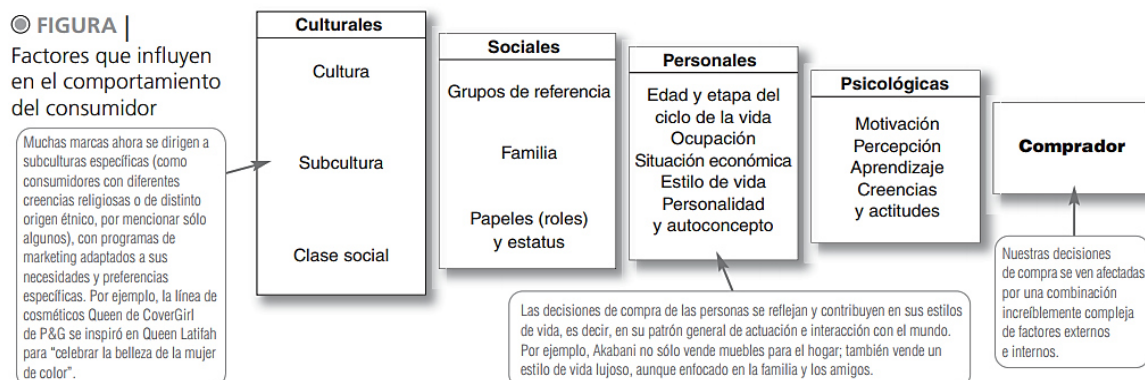 FIGURA |
Factores que influyen
en el comportamiento
del consumidor
Muchas marcas ahora se dirigen a
subculturas específicas (como
consumidores con diferentes
creencias religiosas o de distinto
origen étnico, por mencionar sólo
algunos), con programas de
marketing adaptados a sus
necesidades y preferencias
específicas. Por ejemplo, la línea de
cosméticos Queen de CoverGirl
de P&G se inspiró en Queen Latifah
para "celebrar la belleza de la mujer
de color".
Culturales
Cultura
Subcultura
Clase social
Sociales
Grupos de referencia
Familia
Papeles (roles)
y estatus
Personales
Edad y etapa del
ciclo de la vida
Ocupación
Situación económica
Estilo de vida
Personalidad
y autoconcepto
Psicológicas
Motivación
Percepción
Aprendizaje
Creencias
y actitudes
Comprador
Las decisiones de compra de las personas se reflejan y contribuyen en sus estilos
de vida, es decir, en su patrón general de actuación e interacción con el mundo.
Por ejemplo, Akabani no sólo vende muebles para el hogar; también vende un
estilo de vida lujoso, aunque enfocado en la familia y los amigos.
Nuestras decisiones
de compra se ven afectadas
por una combinación
increíblemente compleja
de factores externos
e internos.